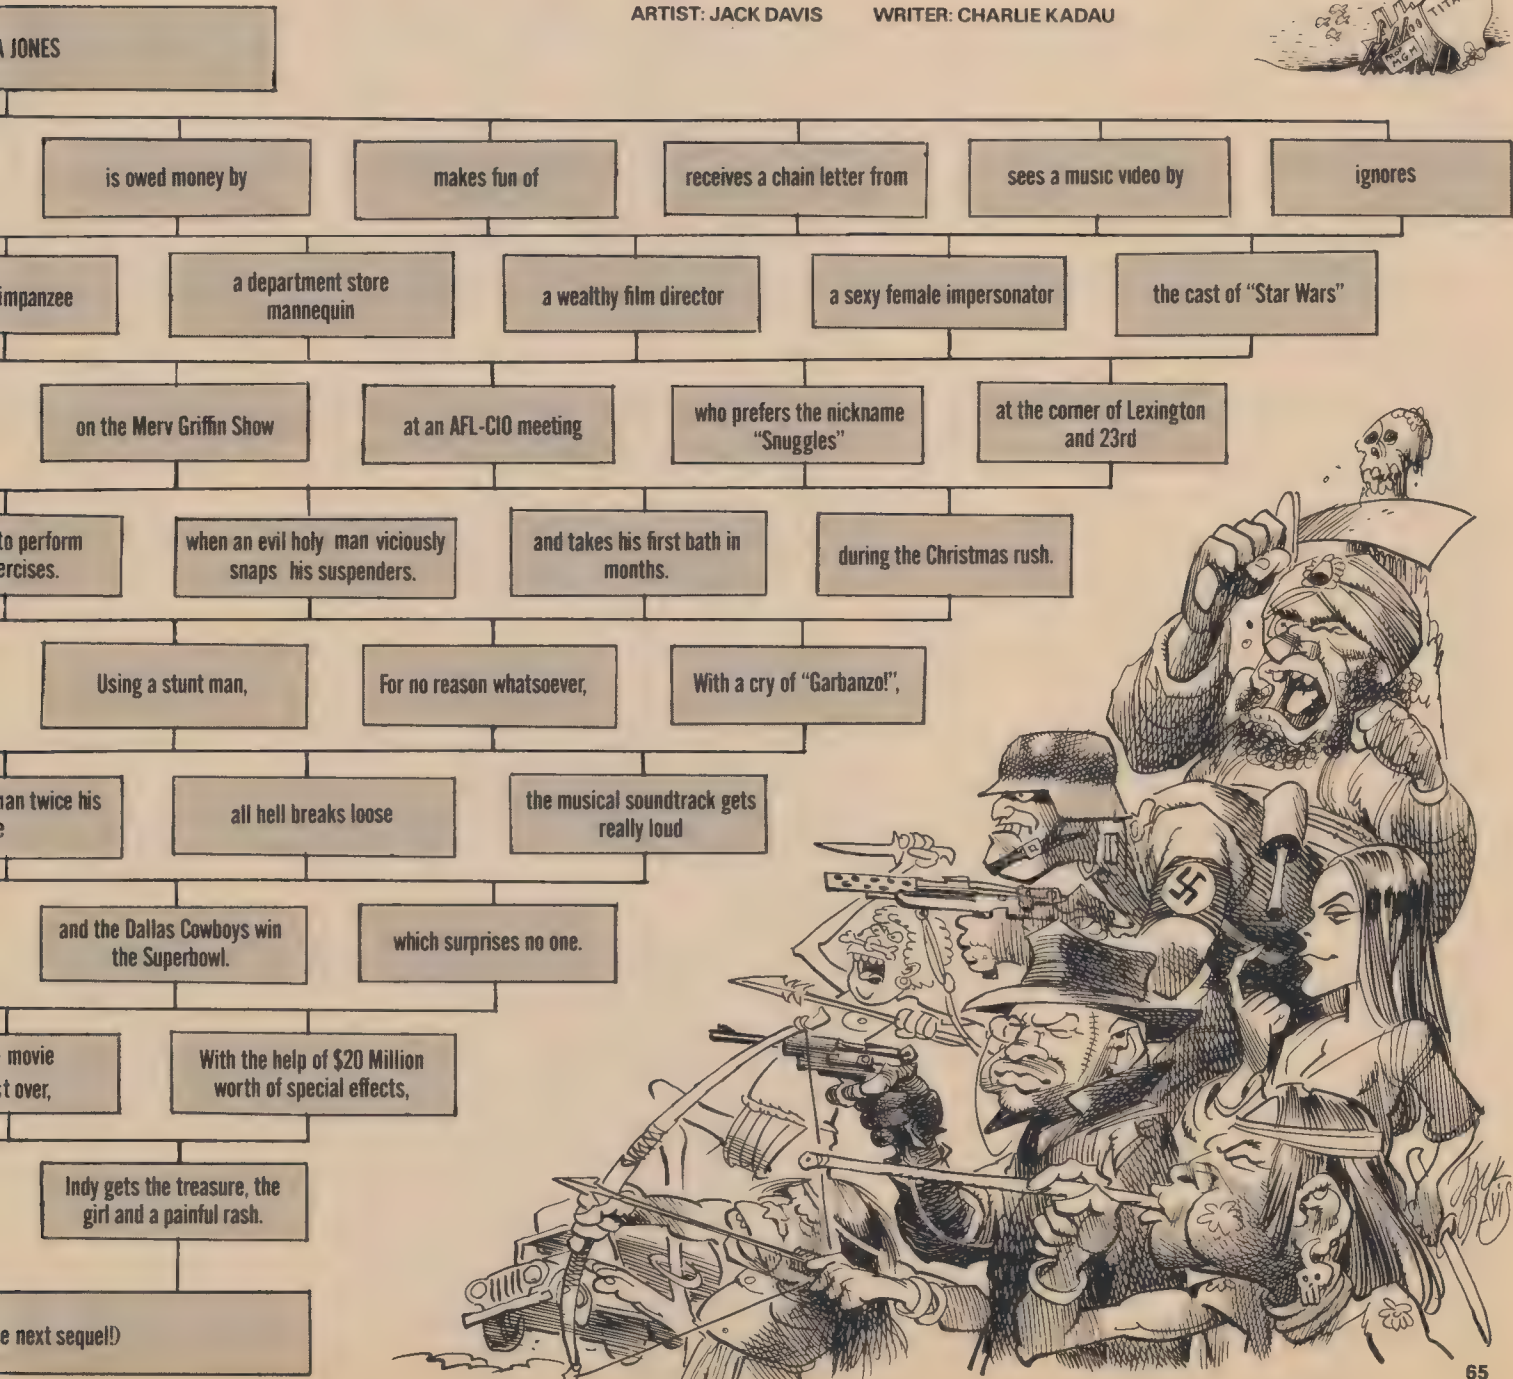 ARTIST: JACK DAVIS WRITER: CHARLIE KADAU
MGM
JONES
is owed money by
makes fun of
receives a chain letter from
sees a music video by
ignores
impanzee
a department store
mannequin
a wealthy film director
a sexy female impersonator
the cast of "Star Wars"
on the Merv Griffin Show
at an AFL-CIO meeting
who prefers the nickname
"Snuggles"
at the corner of Lexington
and 23rd
to perform
ercises.
when an evil holy man viciously
snaps his suspenders.
and takes his first bath in
months.
during the Christmas rush.
Using a stunt man,
For no reason whatsoever,
With a cry of "Garbanzo!",
an twice his
e
all hell breaks loose
the musical soundtrack gets
really loud
and the Dallas Cowboys win
the Superbowl.
which surprises no one.
movie
t over,
With the help of $20 Million
worth of special effects,
Indy gets the treasure, the
girl and a painful rash.
e next sequel!)
65